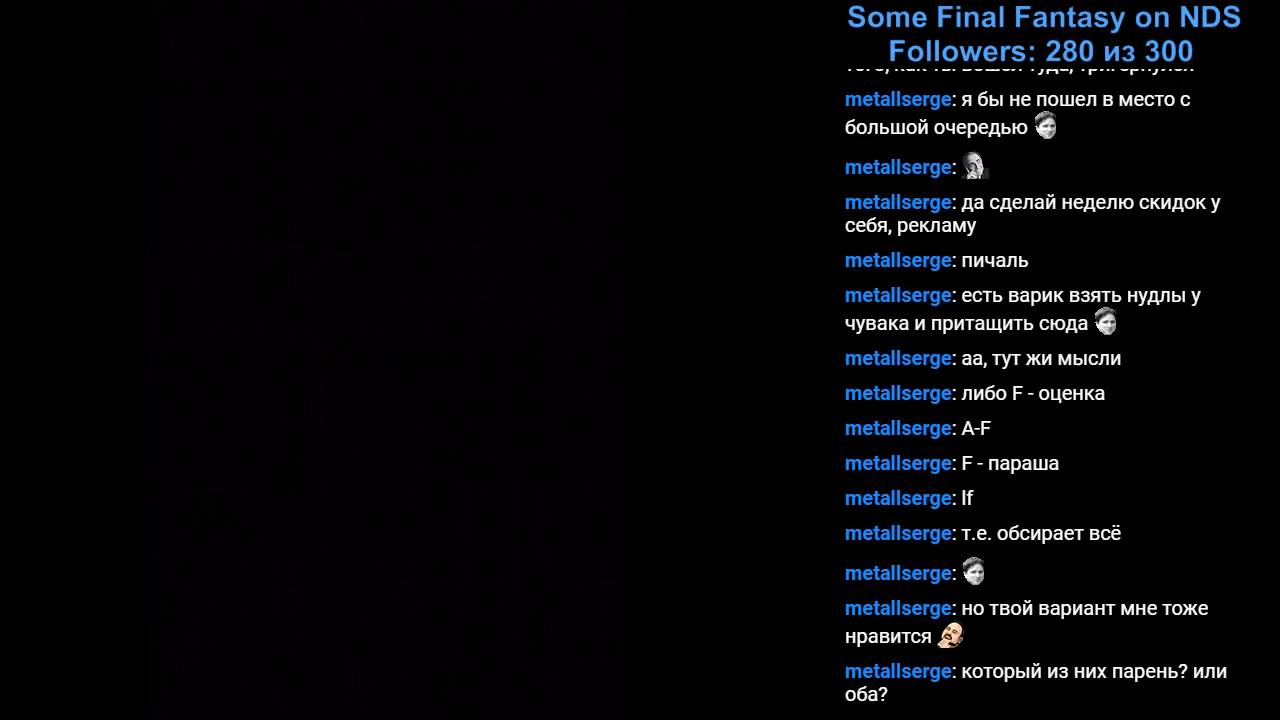 Some Final Fantasy on NDS
Followers: 280 из 300
metallserge: я бы не пошел в место с
большой очередью
metallserge:
metallserge: да сделай неделю скидок у
себя, рекламу
metallserge: пичаль
metallserge: есть варик взять нудлы у
чувака и притащить сюда
metallserge: аа, тут жи мысли
metallserge: либо F - оценка
metallserge: A-F
metallserge: F - параша
metallserge: lf
metallserge: т.е. обсирает всё
metallserge:
metallserge: но твой вариант мне тоже
нравится
metallserge: который из них парень? или
оба?